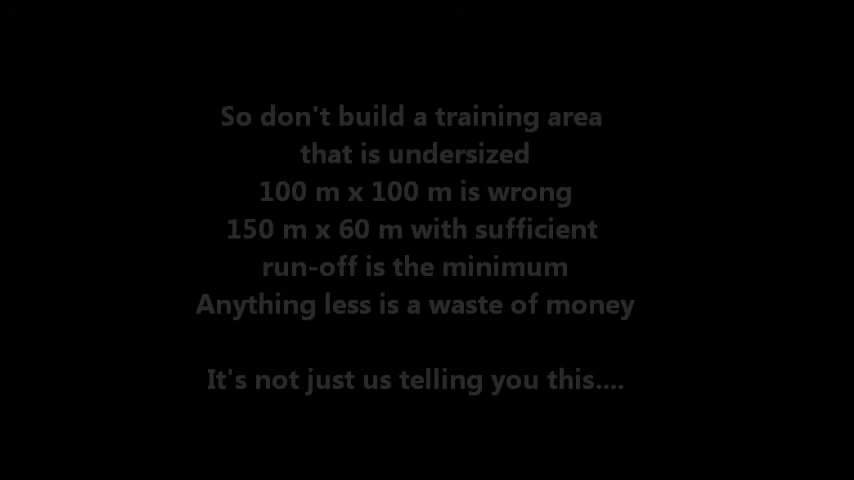 So don't build a training area
that is undersized
100 m x 100 m is wrong
150 m x 60 m with sufficient
run-off is the minimum
Anything less is a waste of money
It's not just us telling you this....